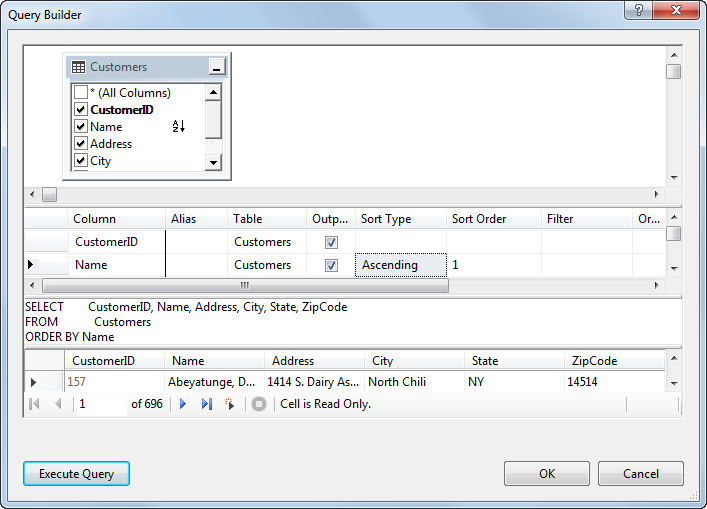 Query Builder
Customers
* (All Columns)
CustomerID
Name
Address
City
Column Alias Table Outp... Sort Type Sort Order Filter Or...
CustomerID Customers
Name Customers Ascending 1
SELECT CustomerID, Name, Address, City, State, ZipCode
FROM Customers
ORDER BY Name
CustomerID Name Address City State ZipCode
157 Abeyatunge, D... 1414 S. Dairy As... North Chili NY 14514
1 of 696 Cell is Read Only.
Execute Query OK Cancel